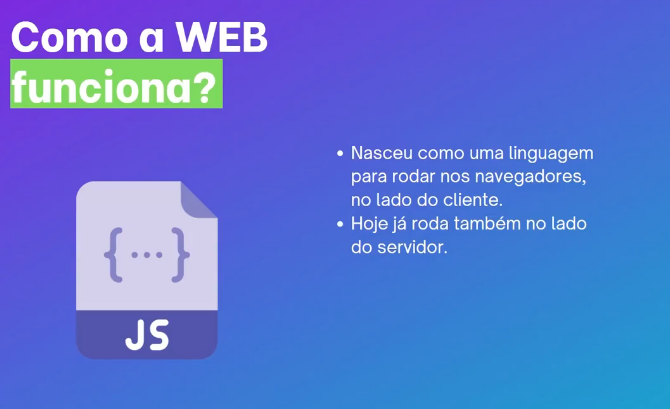 Como a WEB
funciona?
• Nasceu como uma linguagem
para rodar nos navegadores,
no lado do cliente.
• Hoje já roda também no lado
do servidor.
{···}
JS